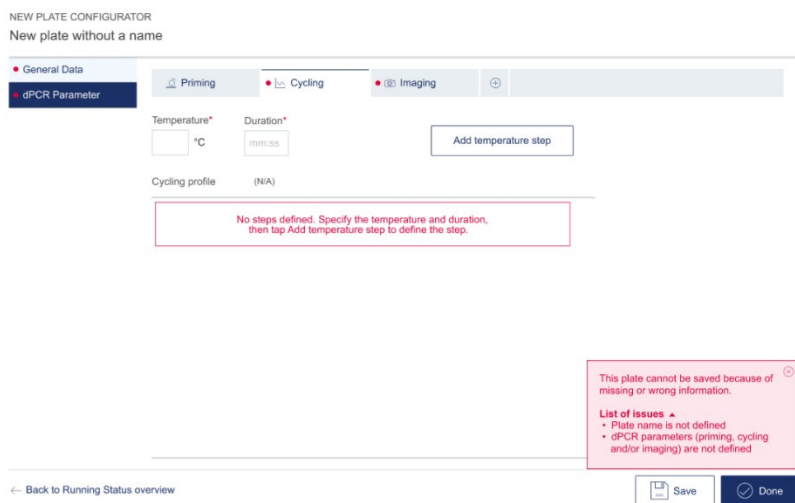 NEW PLATE CONFIGURATOR
New plate without a name
General Data
dPCR Parameter
Priming
Cycling
Imaging
Temperature*
Duration*
°C
mm:ss
Add temperature step
Cycling profile
(N/A)
No steps defined. Specify the temperature and duration,
then tap Add temperature step to define the step.
This plate cannot be saved because of
missing or wrong information.
List of issues
• Plate name is not defined
• dPCR parameters (priming, cycling
and/or imaging) are not defined
← Back to Running Status overview
Save
Done